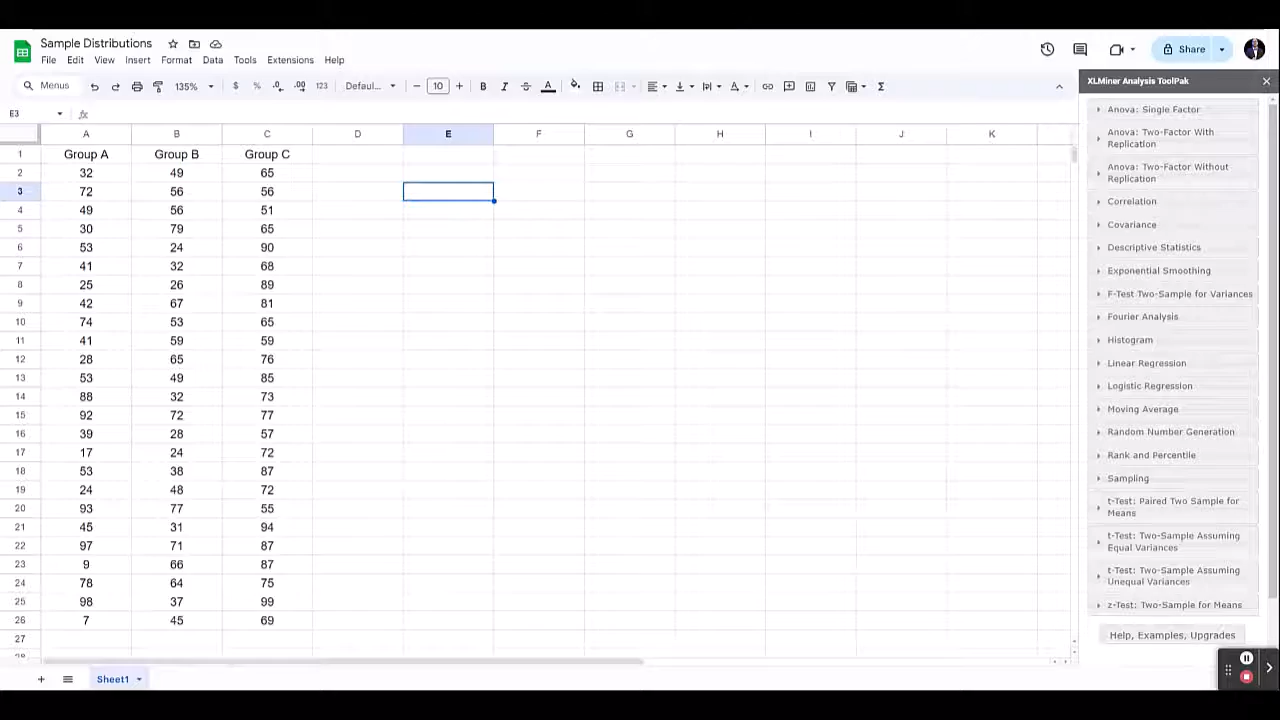 Sample Distributions
File Edit View Insert Format Data Tools Extensions Help
Share
Menus 135% $ % .0 .00 123 Defaul... − 10 + B I A Σ
E3 fx
A B C D E F G H I J K
1 Group A Group B Group C
2 32 49 65
3 72 56 56
4 49 56 51
5 30 79 65
6 53 24 90
7 41 32 68
8 25 26 89
9 42 67 81
10 74 53 65
11 41 59 59
12 28 65 76
13 53 49 85
14 88 32 73
15 92 72 77
16 39 28 57
17 17 24 72
18 53 38 87
19 24 48 72
20 93 77 55
21 45 31 94
22 97 71 87
23 9 66 87
24 78 64 75
25 98 37 99
26 7 45 69
27
Sheet1
XLMiner Analysis ToolPak
Anova: Single Factor
Anova: Two-Factor With
Replication
Anova: Two-Factor Without
Replication
Correlation
Covariance
Descriptive Statistics
Exponential Smoothing
F-Test Two-Sample for Variances
Fourier Analysis
Histogram
Linear Regression
Logistic Regression
Moving Average
Random Number Generation
Rank and Percentile
Sampling
t-Test: Paired Two Sample for
Means
t-Test: Two-Sample Assuming
Equal Variances
t-Test: Two-Sample Assuming
Unequal Variances
z-Test: Two-Sample for Means
Help, Examples, Upgrades